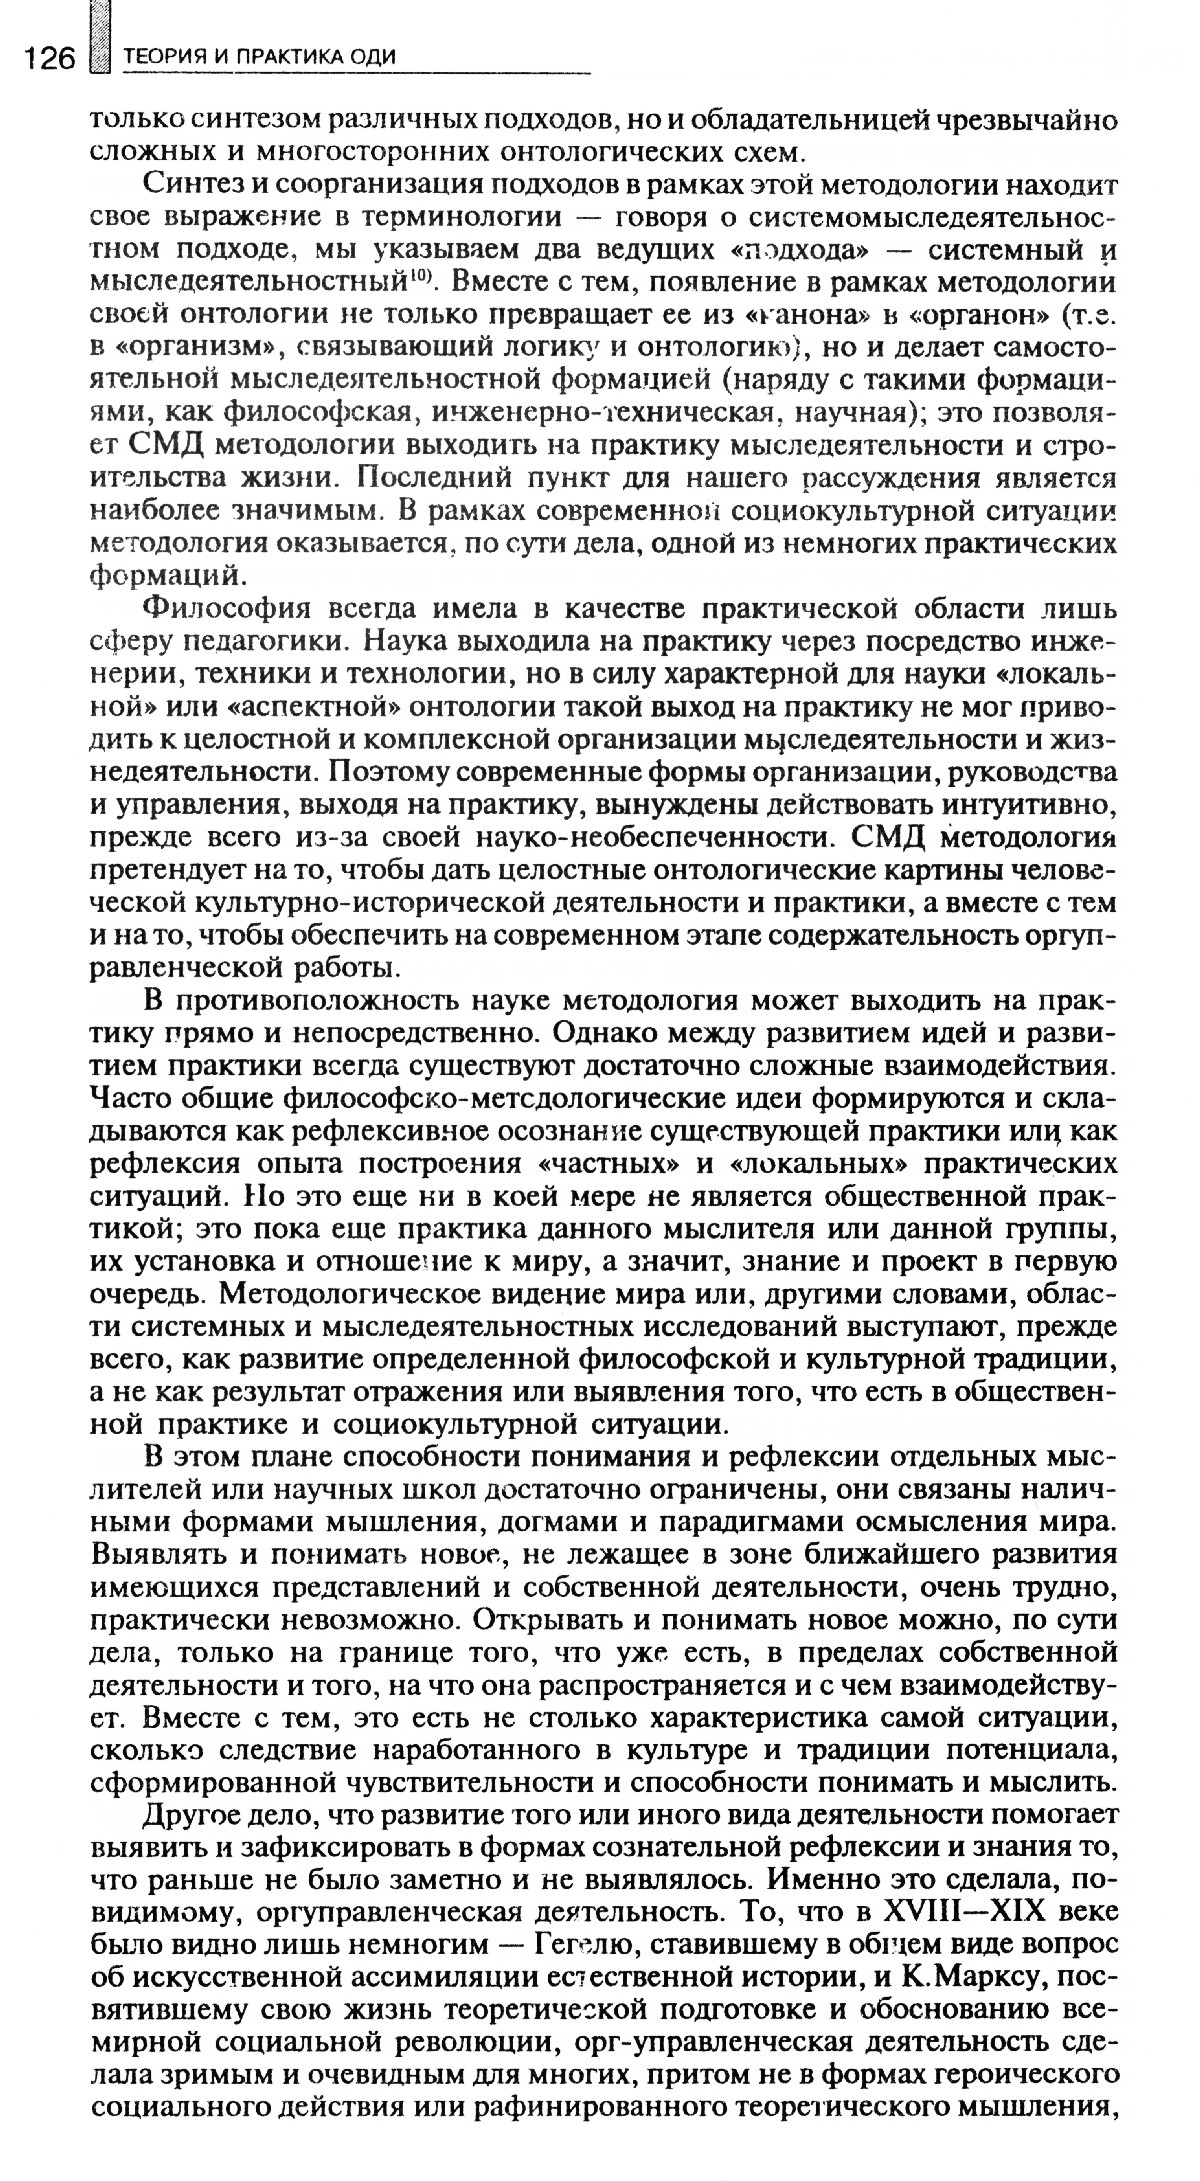 126 ТЕОРИЯ И ПРАКТИКА ОДИ
только синтезом различных подходов, но и обладательницей чрезвычайно
сложных и многосторонних онтологических схем.
Синтез и соорганизация подходов в рамках этой методологии находит
свое выражение в терминологии — говоря о системомыследеятельнос-
тном подходе, мы указываем два ведущих «подхода» — системный и
мыследеятельностный¹⁰⁾. Вместе с тем, появление в рамках методологии
своей онтологии не только превращает ее из «канона» в «органон» (т.е.
в «организм», связывающий логику и онтологию), но и делает самосто-
ятельной мыследеятельностной формацией (наряду с такими формаци-
ями, как философская, инженерно-техническая, научная); это позволя-
ет СМД методологии выходить на практику мыследеятельности и стро-
ительства жизни. Последний пункт для нашего рассуждения является
наиболее значимым. В рамках современной социокультурной ситуации
методология оказывается, по сути дела, одной из немногих практических
формаций.
Философия всегда имела в качестве практической области лишь
сферу педагогики. Наука выходила на практику через посредство инже-
нерии, техники и технологии, но в силу характерной для науки «локаль-
ной» или «аспектной» онтологии такой выход на практику не мог приво-
дить к целостной и комплексной организации мыследеятельности и жиз-
недеятельности. Поэтому современные формы организации, руководства
и управления, выходя на практику, вынуждены действовать интуитивно,
прежде всего из-за своей науко-необеспеченности. СМД методология
претендует на то, чтобы дать целостные онтологические картины челове-
ческой культурно-исторической деятельности и практики, а вместе с тем
и на то, чтобы обеспечить на современном этапе содержательность оргуп-
равленческой работы.
В противоположность науке методология может выходить на прак-
тику прямо и непосредственно. Однако между развитием идей и разви-
тием практики всегда существуют достаточно сложные взаимодействия.
Часто общие философско-методологические идеи формируются и скла-
дываются как рефлексивное осознание существующей практики или как
рефлексия опыта построения «частных» и «локальных» практических
ситуаций. Но это еще ни в коей мере не является общественной прак-
тикой; это пока еще практика данного мыслителя или данной группы,
их установка и отношение к миру, а значит, знание и проект в первую
очередь. Методологическое видение мира или, другими словами, облас-
ти системных и мыследеятельностных исследований выступают, прежде
всего, как развитие определенной философской и культурной традиции,
а не как результат отражения или выявления того, что есть в обществен-
ной практике и социокультурной ситуации.
В этом плане способности понимания и рефлексии отдельных мыс-
лителей или научных школ достаточно ограничены, они связаны налич-
ными формами мышления, догмами и парадигмами осмысления мира.
Выявлять и понимать новое, не лежащее в зоне ближайшего развития
имеющихся представлений и собственной деятельности, очень трудно,
практически невозможно. Открывать и понимать новое можно, по сути
дела, только на границе того, что уже есть, в пределах собственной
деятельности и того, на что она распространяется и с чем взаимодейству-
ет. Вместе с тем, это есть не столько характеристика самой ситуации,
сколько следствие наработанного в культуре и традиции потенциала,
сформированной чувствительности и способности понимать и мыслить.
Другое дело, что развитие того или иного вида деятельности помогает
выявить и зафиксировать в формах сознательной рефлексии и знания то,
что раньше не было заметно и не выявлялось. Именно это сделала, по-
видимому, оргуправленческая деятельность. То, что в XVIII—XIX веке
было видно лишь немногим — Гегелю, ставившему в общем виде вопрос
об искусственной ассимиляции естественной истории, и К.Марксу, пос-
вятившему свою жизнь теоретической подготовке и обоснованию все-
мирной социальной революции, орг-управленческая деятельность сде-
лала зримым и очевидным для многих, притом не в формах героического
социального действия или рафинированного теоретического мышления,